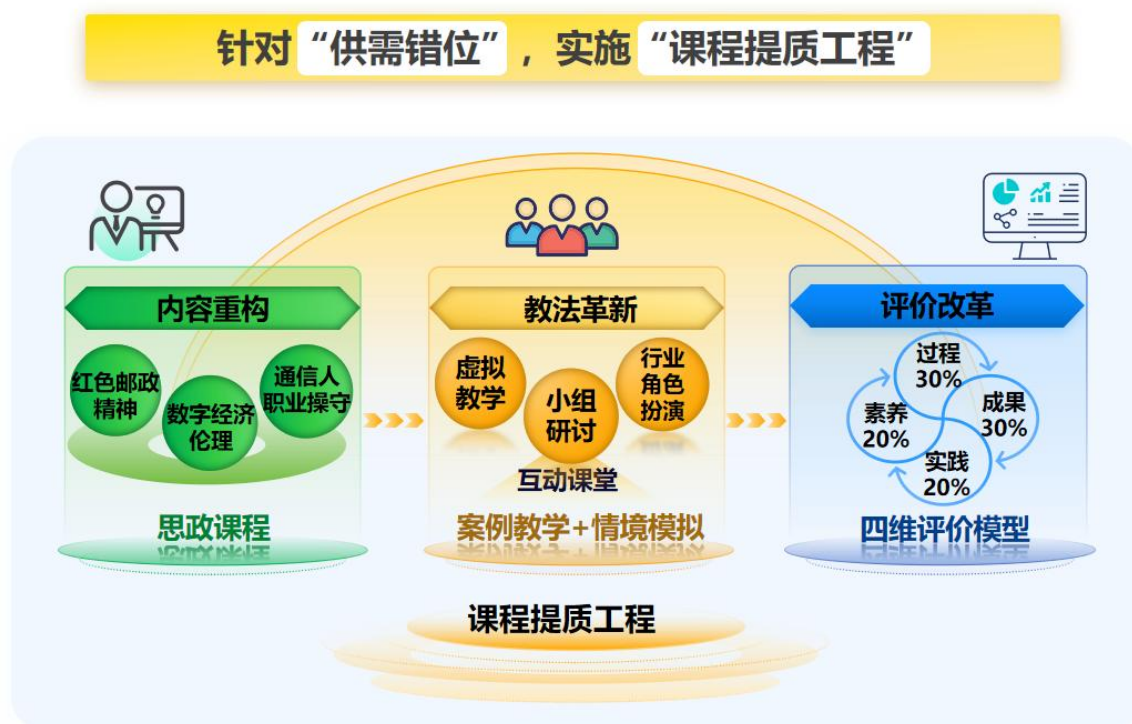 针对“供需错位”，实施“课程提质工程”
内容重构
红色邮政
精神
数字经济
伦理
通信人
职业操守
思政课程
教法革新
虚拟
教学
小组
研讨
行业
角色
扮演
互动课堂
案例教学+情境模拟
评价改革
过程
30%
成果
30%
素养
20%
实践
20%
四维评价模型
课程提质工程